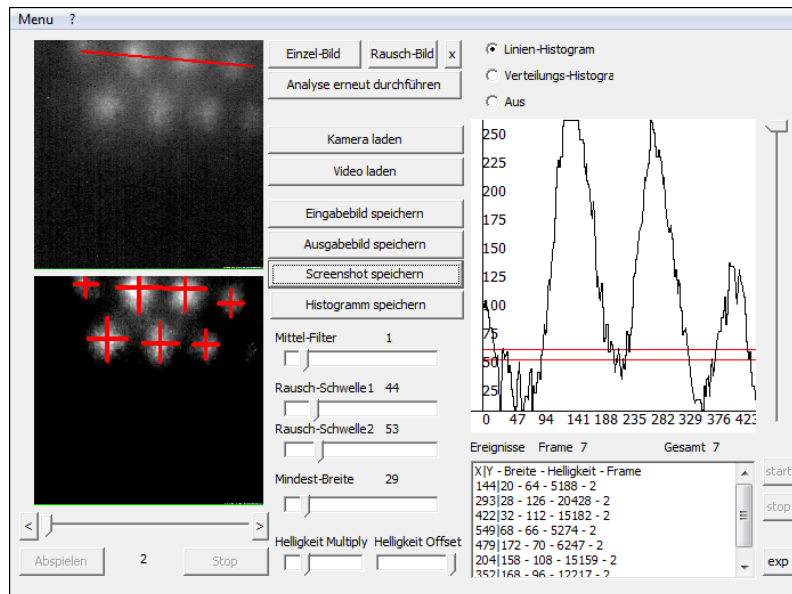 Menu ?
Einzel-Bild Rausch-Bild x
Analyse erneut durchführen
Kamera laden
Video laden
Eingabebild speichern
Ausgabebild speichern
Screenshot speichern
Histogramm speichern
Mittel-Filter 1
Rausch-Schwelle1 44
Rausch-Schwelle2 53
Mindest-Breite 29
Helligkeit Multiply Helligkeit Offset
< >
Abspielen 2 Stop
Linien-Histogram
Verteilungs-Histogra
Aus
250
225
200
175
150
125
100
75
50
25
0 47 94 141 188 235 282 329 376 423
Ereignisse Frame 7 Gesamt 7
X|Y - Breite - Helligkeit - Frame
144|20 - 64 - 5188 - 2
293|28 - 126 - 20428 - 2
422|32 - 112 - 15182 - 2
549|68 - 66 - 5274 - 2
479|172 - 70 - 6247 - 2
204|158 - 108 - 15159 - 2
352|168 - 96 - 12217 - 2
start
stop
exp